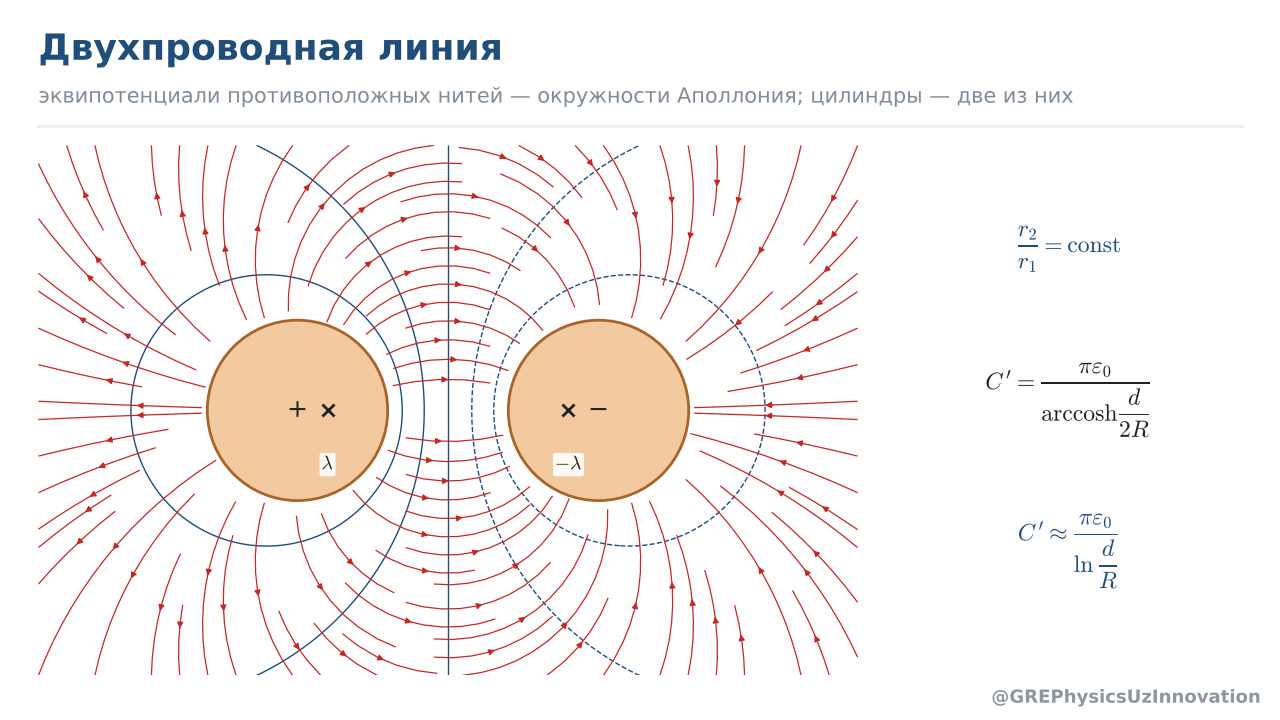 Двухпроводная линия
эквипотенциали противоположных нитей — окружности Аполлония; цилиндры — две из них
r₂/r₁ = const
C′ = πε₀ / (arccosh d/2R)
+ × × −
λ −λ
C′ ≈ πε₀ / (ln d/R)
@GREPhysicsUzInnovation